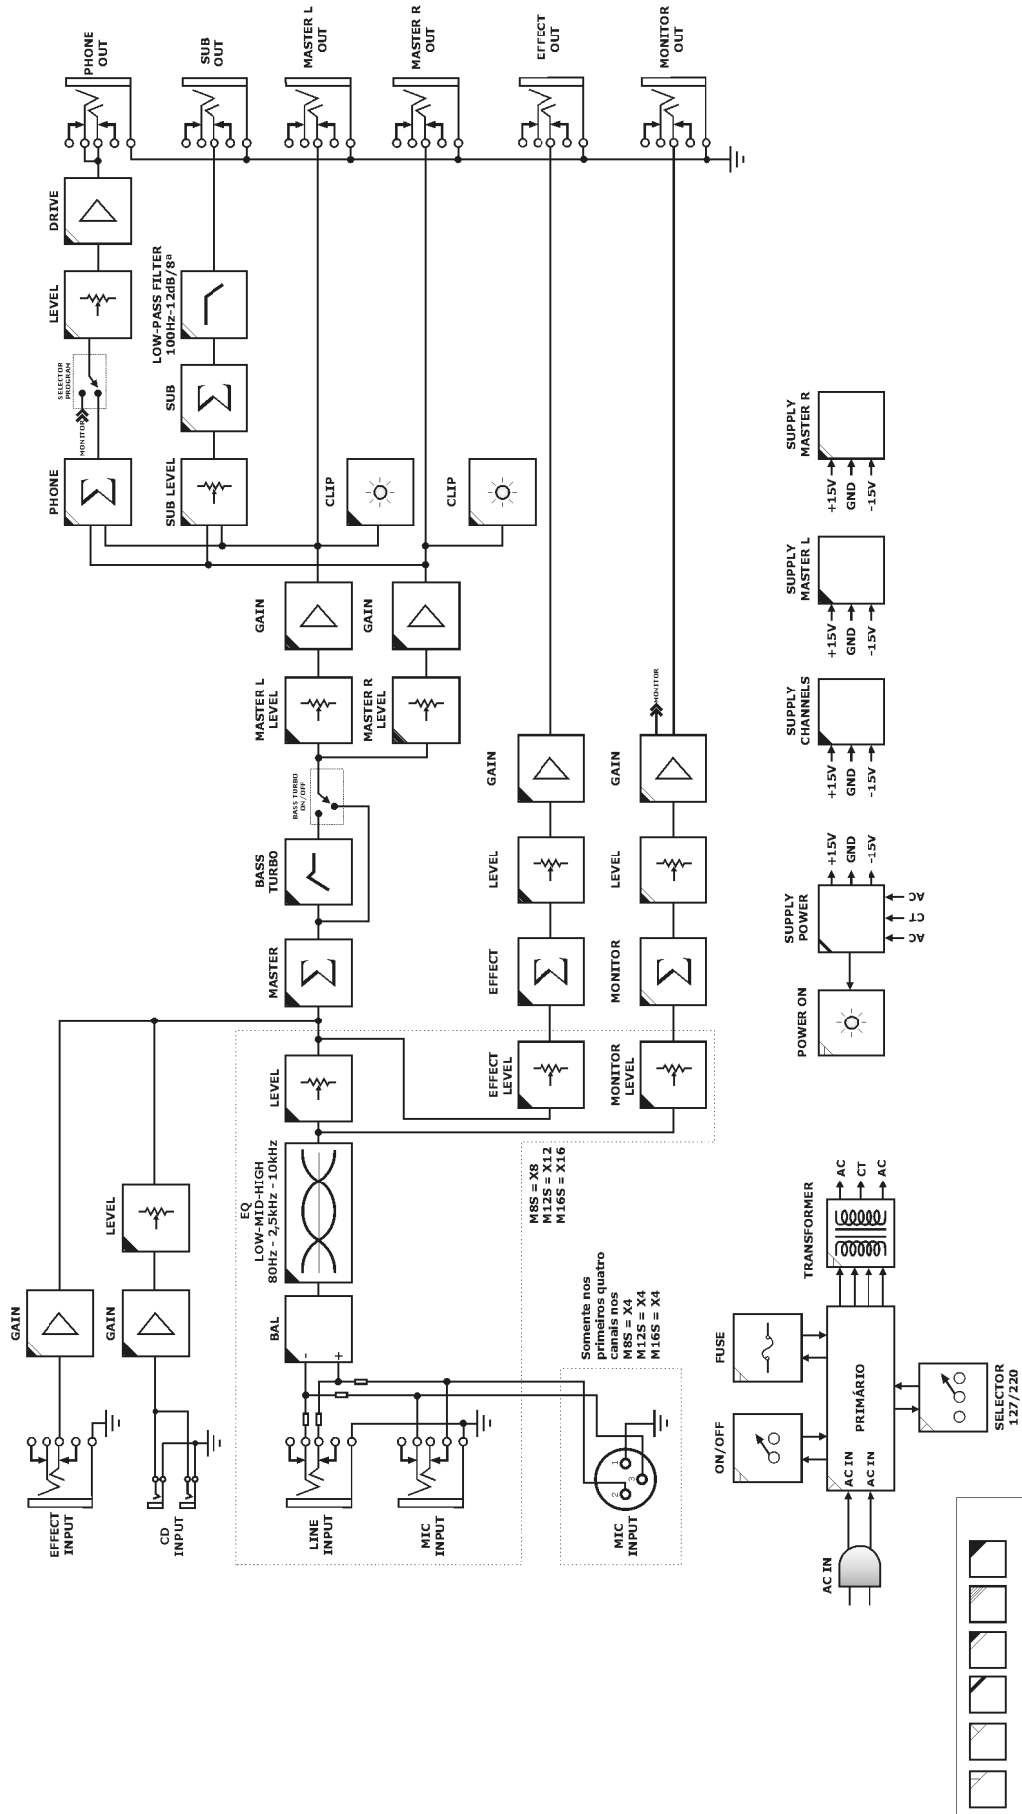 PHONE
OUT
SUB
OUT
MASTER L
OUT
MASTER R
OUT
EFFECT
OUT
MONITOR
OUT
DRIVE
LEVEL
LOW-PASS FILTER
100Hz-12dB/8ª
SELECTOR
PROGRAM
MONITOR
SUB
PHONE
SUB LEVEL
CLIP
CLIP
GAIN
GAIN
MASTER L
LEVEL
MASTER R
LEVEL
BASS TURBO
ON/OFF
BASS
TURBO
MASTER
MONITOR
GAIN
GAIN
LEVEL
LEVEL
EFFECT
MONITOR
EFFECT
LEVEL
MONITOR
LEVEL
LEVEL
EQ
LOW-MID-HIGH
80Hz - 2,5kHz - 10kHz
BAL
-
+
LEVEL
GAIN
GAIN
EFFECT
INPUT
CD
INPUT
LINE
INPUT
MIC
INPUT
MIC
INPUT
1
2
3
M8S = X8
M12S = X12
M16S = X16
Somente nos
primeiros quatro
canais nos
M8S = X4
M12S = X4
M16S = X4
SUPPLY
MASTER R
+15V
GND
-15V
SUPPLY
MASTER L
+15V
GND
-15V
SUPPLY
CHANNELS
+15V
GND
-15V
SUPPLY
POWER
+15V
GND
-15V
AC
CT
AC
POWER ON
TRANSFORMER
AC
CT
AC
FUSE
ON/OFF
PRIMÁRIO
AC IN
AC IN
SELECTOR
127/220
AC IN